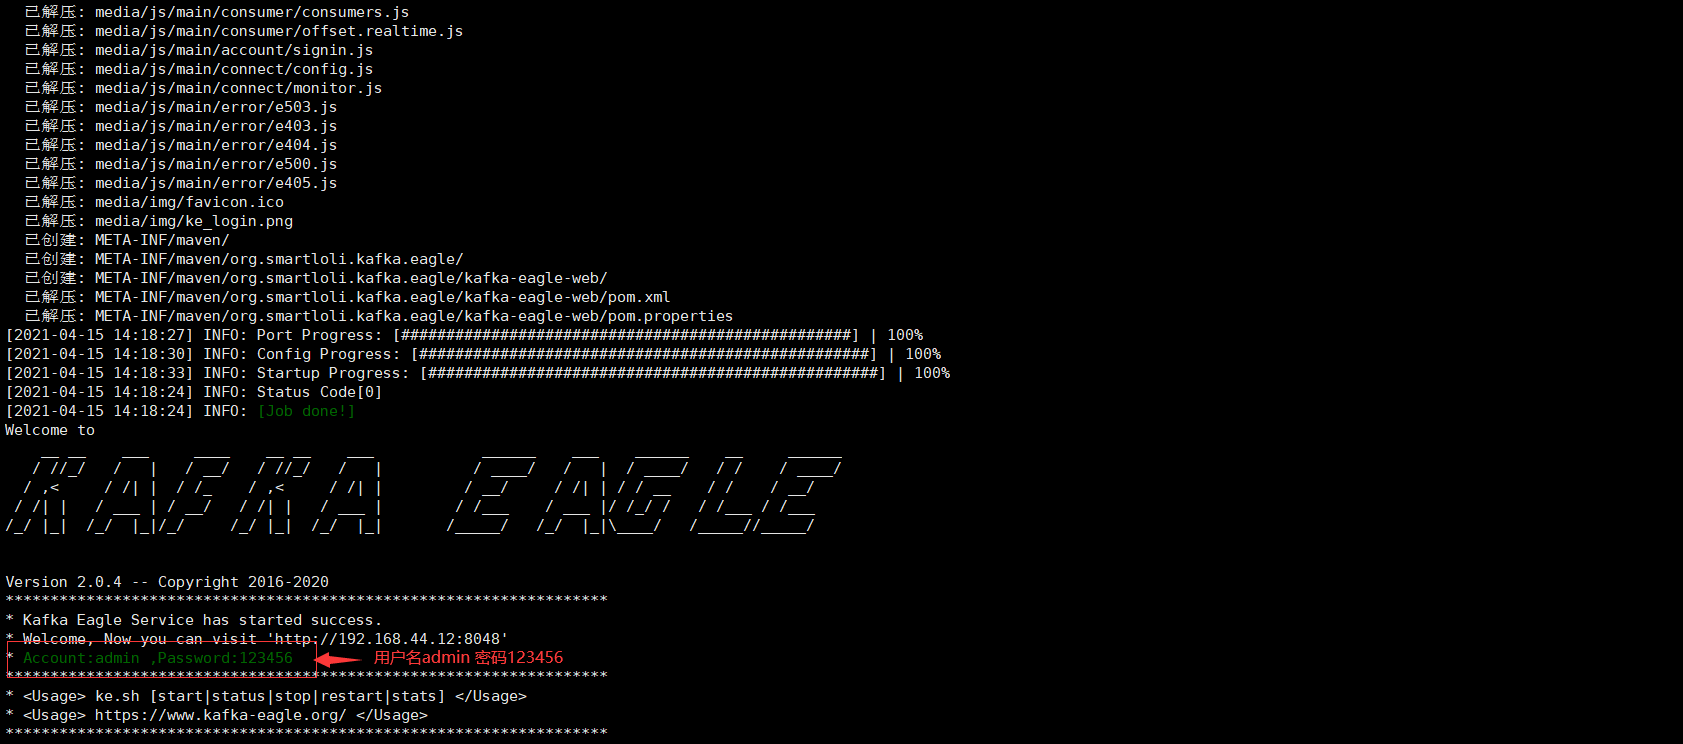 已解压: media/js/main/consumer/consumers.js
已解压: media/js/main/consumer/offset.realtime.js
已解压: media/js/main/account/signin.js
已解压: media/js/main/connect/config.js
已解压: media/js/main/connect/monitor.js
已解压: media/js/main/error/e503.js
已解压: media/js/main/error/e403.js
已解压: media/js/main/error/e404.js
已解压: media/js/main/error/e500.js
已解压: media/js/main/error/e405.js
已解压: media/img/favicon.ico
已解压: media/img/ke_login.png
已创建: META-INF/maven/
已创建: META-INF/maven/org.smartloli.kafka.eagle/
已创建: META-INF/maven/org.smartloli.kafka.eagle/kafka-eagle-web/
已解压: META-INF/maven/org.smartloli.kafka.eagle/kafka-eagle-web/pom.xml
已解压: META-INF/maven/org.smartloli.kafka.eagle/kafka-eagle-web/pom.properties
[2021-04-15 14:18:27] INFO: Port Progress: [##################################################] | 100%
[2021-04-15 14:18:30] INFO: Config Progress: [##################################################] | 100%
[2021-04-15 14:18:33] INFO: Startup Progress: [##################################################] | 100%
[2021-04-15 14:18:24] INFO: Status Code[0]
[2021-04-15 14:18:24] INFO: [Job done!]
Welcome to
KAFKA EAGLE
Version 2.0.4 -- Copyright 2016-2020
*******************************************************************
* Kafka Eagle Service has started success.
* Welcome, Now you can visit 'http://192.168.44.12:8048'
* Account:admin ,Password:123456 用户名admin 密码123456
*******************************************************************
* <Usage> ke.sh [start|status|stop|restart|stats] </Usage>
* <Usage> https://www.kafka-eagle.org/ </Usage>
*******************************************************************